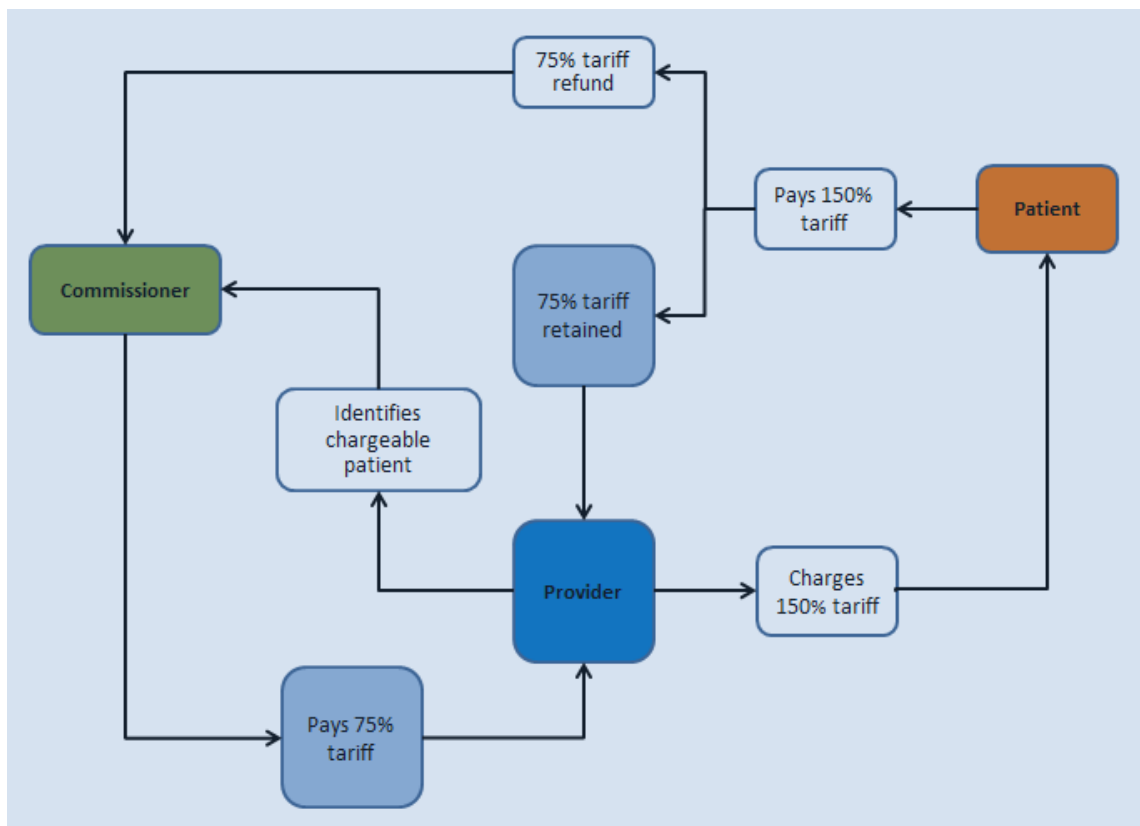 75% tariff
refund
Pays 150%
tariff
Patient
Commissioner
75% tariff
retained
Identifies
chargeable
patient
Provider
Charges
150% tariff
Pays 75%
tariff